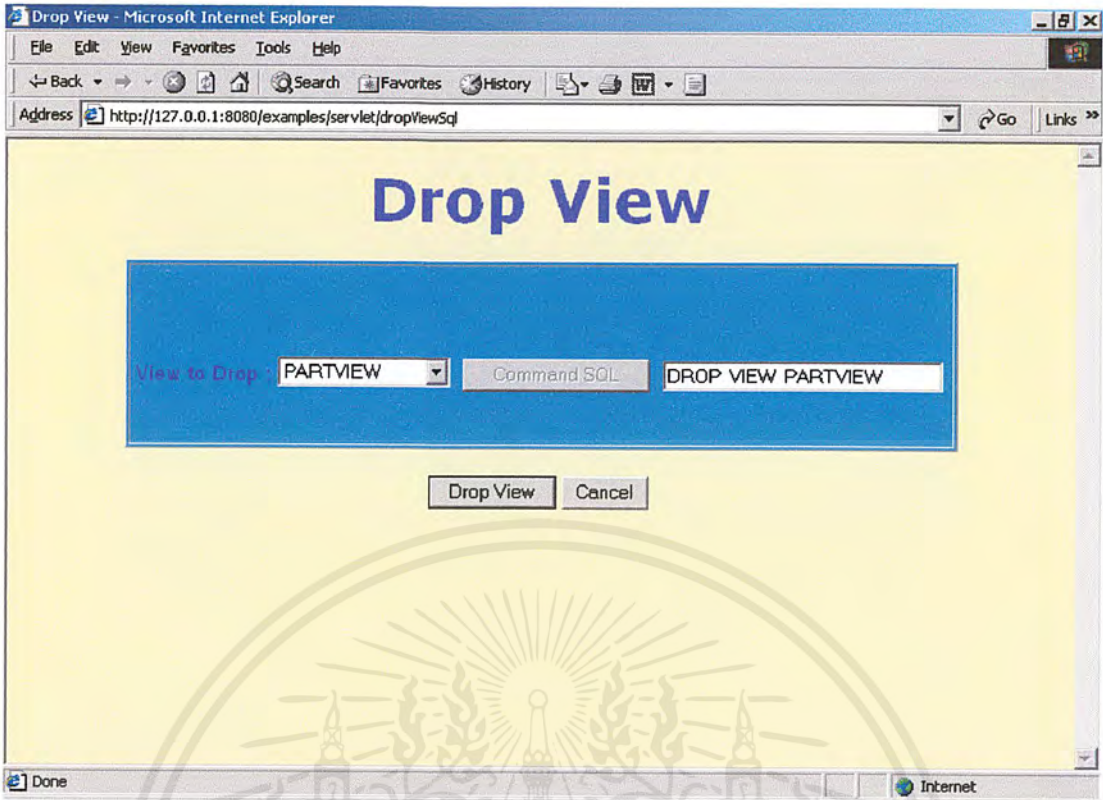 Drop View - Microsoft Internet Explorer
File Edit View Favorites Tools Help
Back Search Favorites History
Address http://127.0.0.1:8080/examples/servlet/dropViewSql Go Links »
Drop View
View to Drop : PARTVIEW Command SQL DROP VIEW PARTVIEW
Drop View Cancel
Done Internet